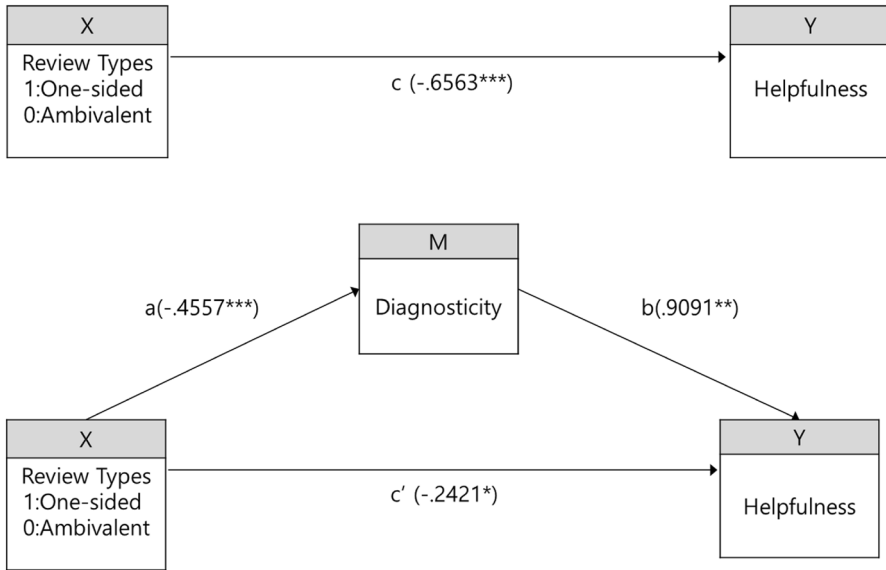 X
Review Types
1:One-sided
0:Ambivalent
c (-.6563***)
Y
Helpfulness
M
Diagnosticity
a(-.4557***)
b(.9091**)
X
Review Types
1:One-sided
0:Ambivalent
c’ (-.2421*)
Y
Helpfulness